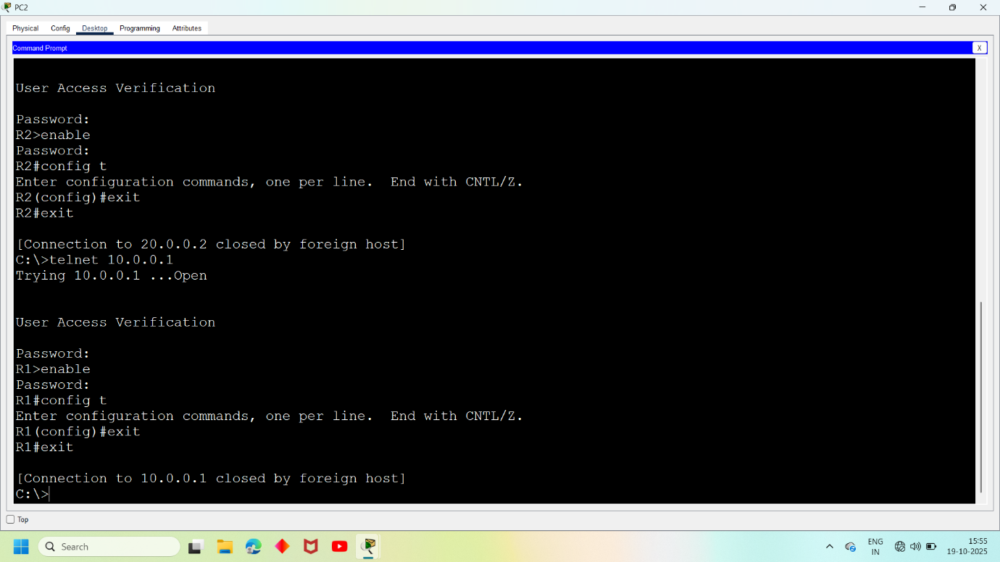 PC2
Physical Config Desktop Programming Attributes
Command Prompt
X
User Access Verification
Password:
R2>enable
Password:
R2#config t
Enter configuration commands, one per line.  End with CNTL/Z.
R2(config)#exit
R2#exit
[Connection to 20.0.0.2 closed by foreign host]
C:\>telnet 10.0.0.1
Trying 10.0.0.1 ...Open
User Access Verification
Password:
R1>enable
Password:
R1#config t
Enter configuration commands, one per line.  End with CNTL/Z.
R1(config)#exit
R1#exit
[Connection to 10.0.0.1 closed by foreign host]
C:\>
Top
Search
ENG
IN
15:55
19-10-2025